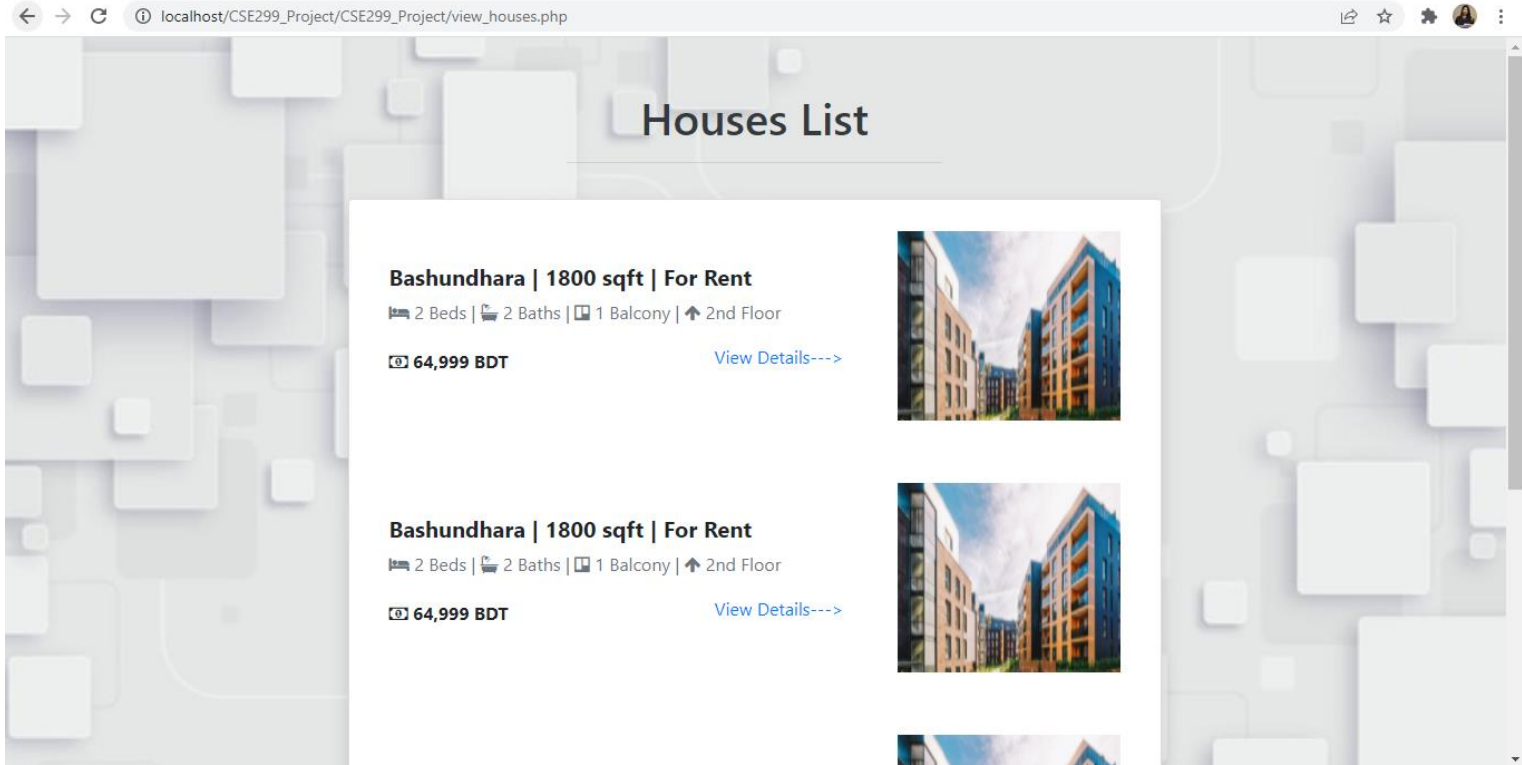 localhost/CSE299_Project/CSE299_Project/view_houses.php
Houses List
Bashundhara | 1800 sqft | For Rent
2 Beds | 2 Baths | 1 Balcony | 2nd Floor
64,999 BDT View Details--->
Bashundhara | 1800 sqft | For Rent
2 Beds | 2 Baths | 1 Balcony | 2nd Floor
64,999 BDT View Details--->